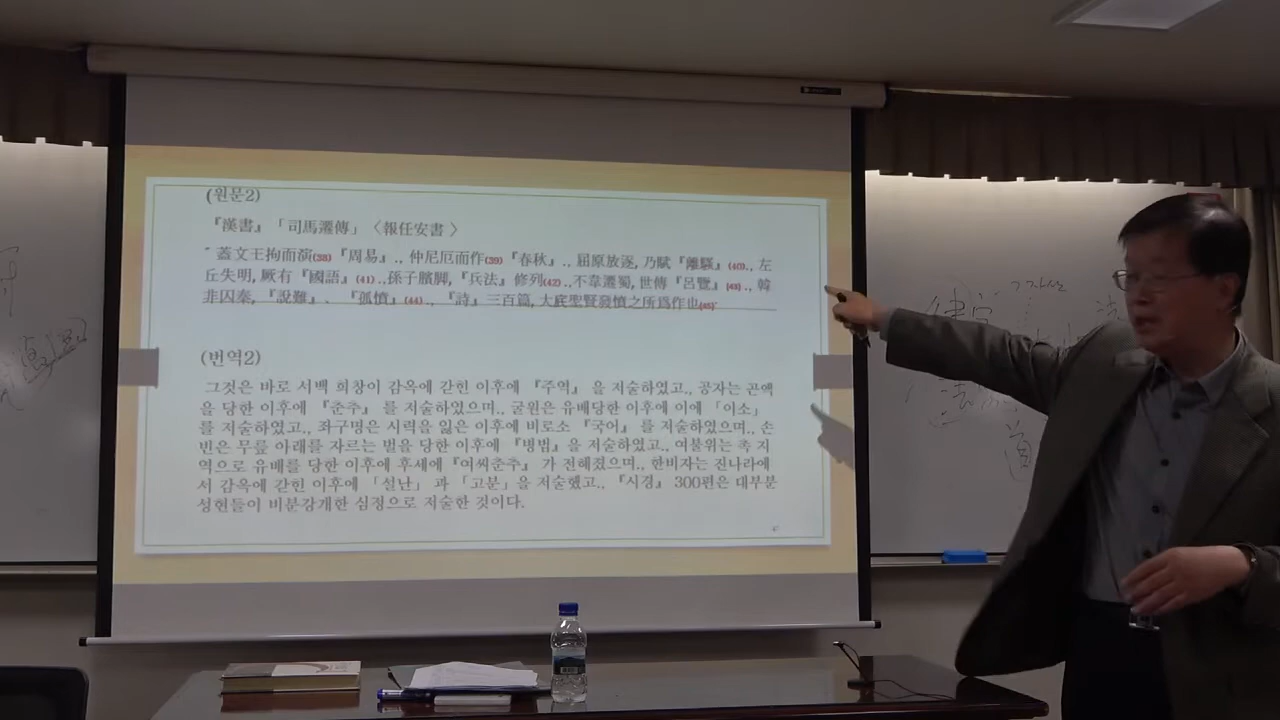 (원문2)
『漢書』「司馬遷傳」〈報任安書 〉
" 蓋文王拘而演(38)『周易』., 仲尼厄而作(39)『春秋』., 屈原放逐, 乃賦『離騷』(40)., 左
丘失明, 厥有『國語』(41) ., 孫子臏脚, 『兵法』修列(42)., 不韋遷蜀, 世傳『呂覽』(43) ., 韓
非囚秦, 『說難』、『孤憤』(44) ., 『詩』三百篇, 大底聖賢發憤之所爲作也(45)"
(번역2)
그것은 바로 서백 희창이 감옥에 갇힌 이후에 『주역』 을 저술하였고., 공자는 곤액
을 당한 이후에 『춘추』 를 저술하였으며., 굴원은 유배당한 이후에 이에 「이소」
를 저술하였고., 좌구명은 시력을 잃은 이후에 비로소 『국어』 를 저술하였으며., 손
빈은 무릎 아래를 자르는 벌을 당한 이후에 『병법』을 저술하였고., 여불위는 촉 지
역으로 유배를 당한 이후에 후세에 『여씨춘추』 가 전해졌으며., 한비자는 진나라에
서 감옥에 갇힌 이후에 「설난」 과 「고분」을 저술했고., 『시경』 300편은 대부분
성현들이 비분강개한 심정으로 저술한 것이다.